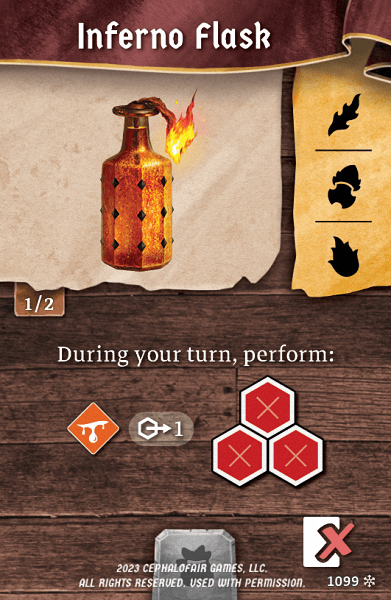 Inferno Flask
1/2
During your turn, perform:
1
2023 CEPHALOFAIR GAMES, LLC.
ALL RIGHTS RESERVED. USED WITH PERMISSION.
1099